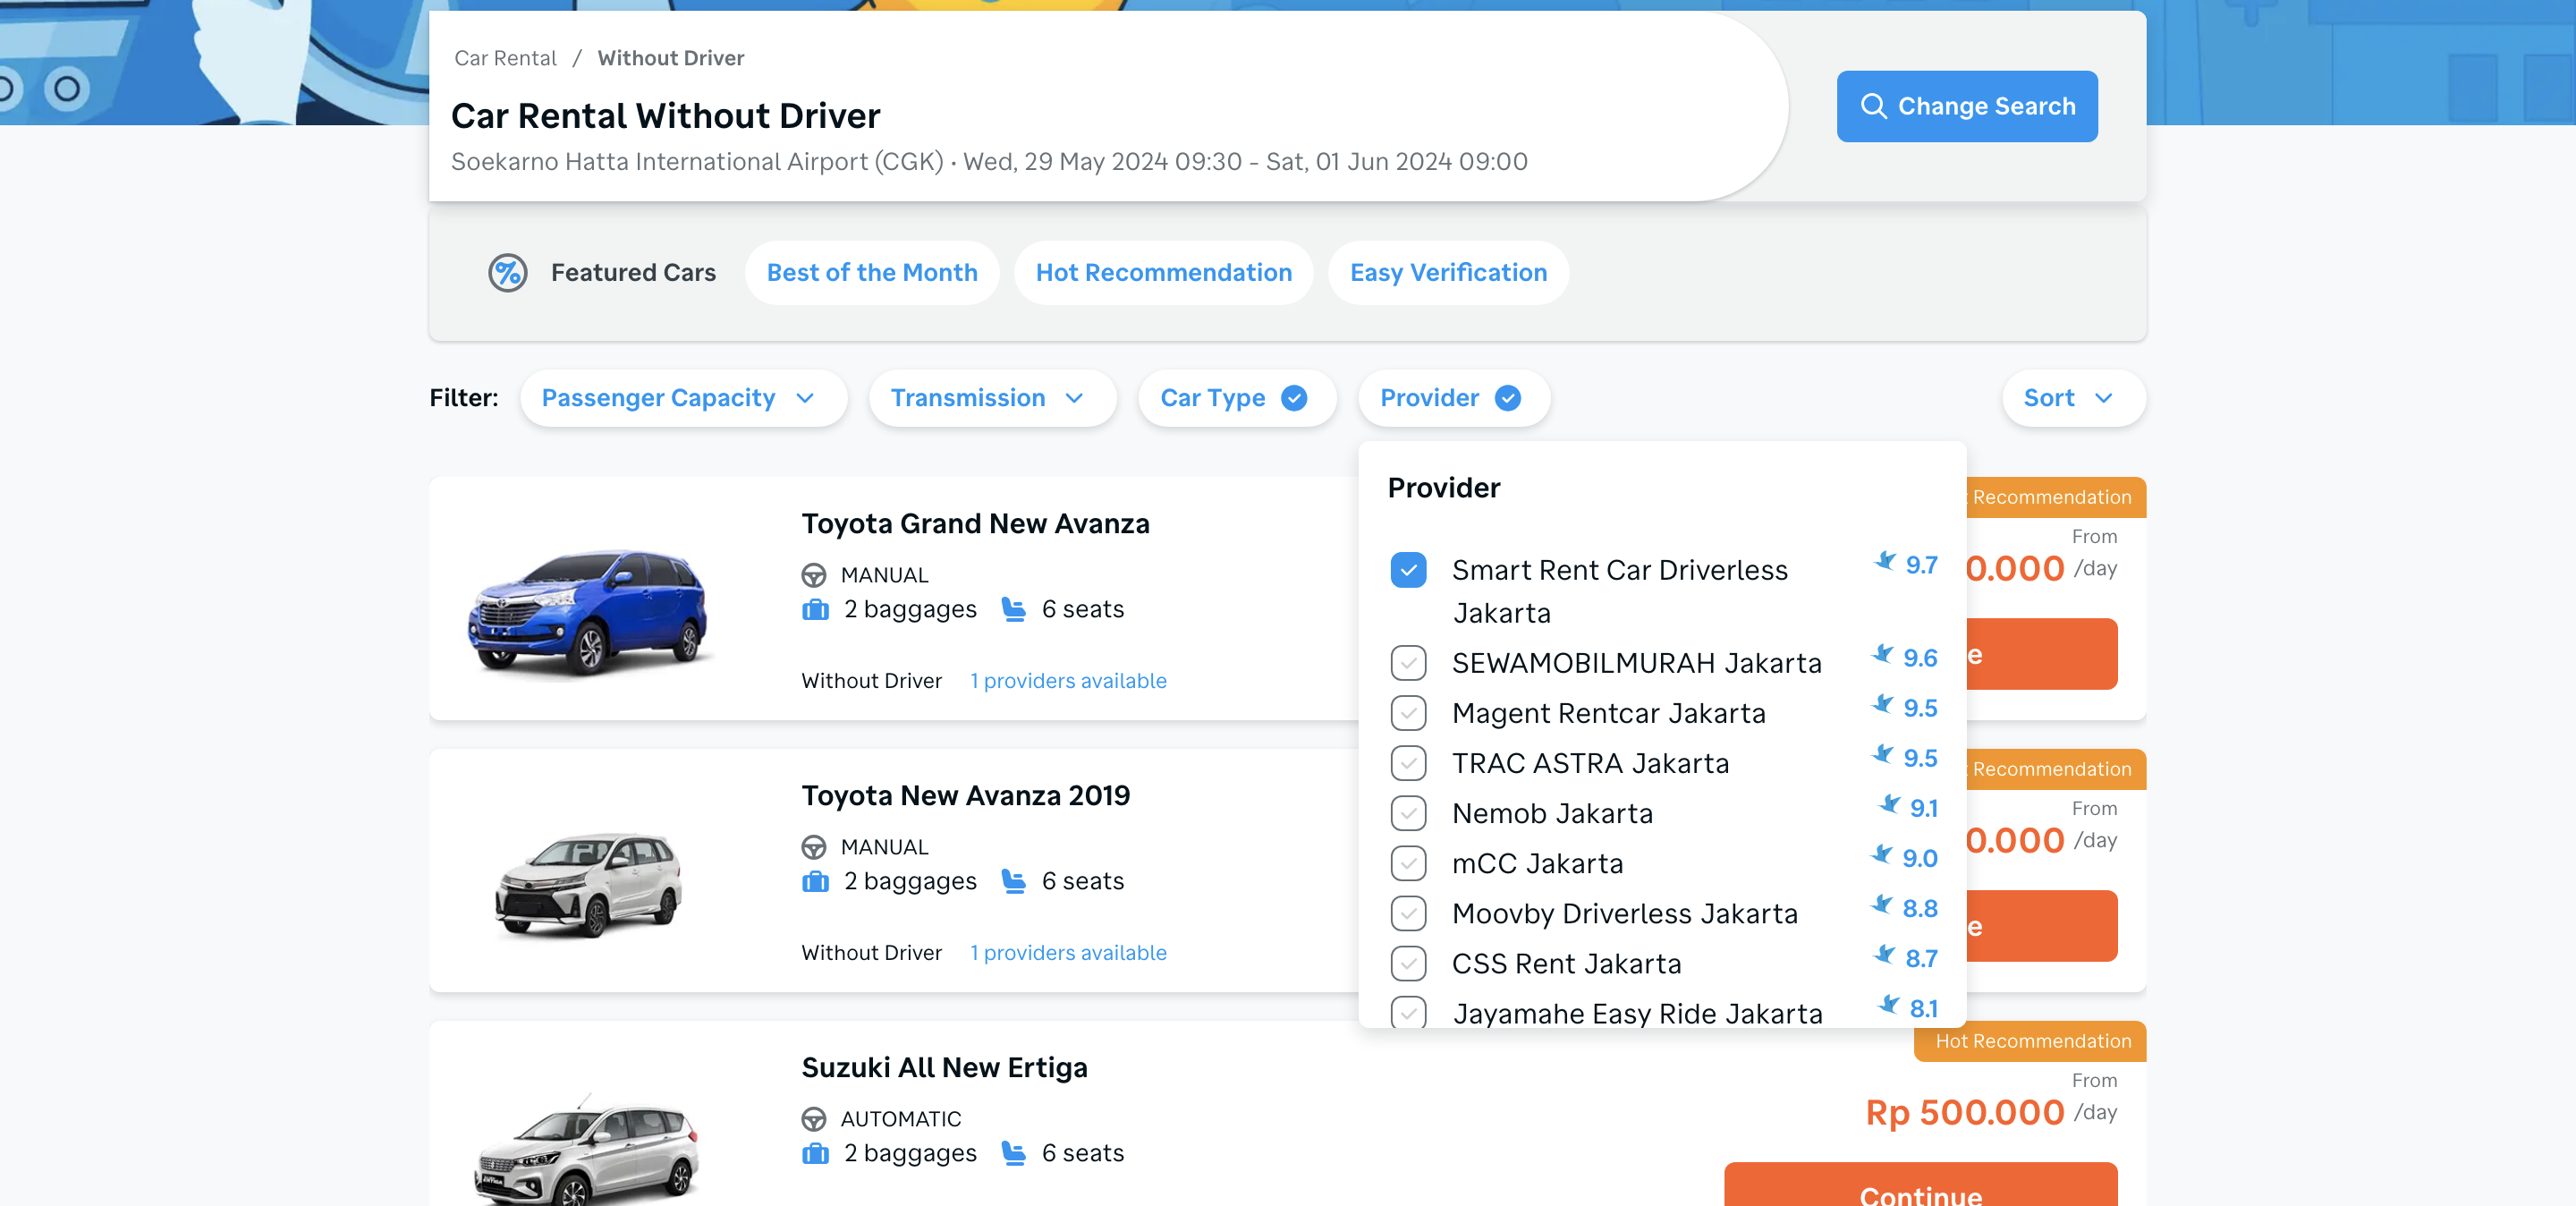 Car Rental / Without Driver
Car Rental Without Driver
Soekarno Hatta International Airport (CGK) • Wed, 29 May 2024 09:30 - Sat, 01 Jun 2024 09:00
Change Search
Featured Cars
Best of the Month
Hot Recommendation
Easy Verification
Filter:
Passenger Capacity
Transmission
Car Type
Provider
Sort
Provider
Smart Rent Car Driverless
Jakarta
9.7
SEWAMOBILMURAH Jakarta 9.6
Magent Rentcar Jakarta 9.5
TRAC ASTRA Jakarta 9.5
Nemob Jakarta 9.1
mCC Jakarta 9.0
Moovby Driverless Jakarta 8.8
CSS Rent Jakarta 8.7
Jayamahe Easy Ride Jakarta 8.1
Toyota Grand New Avanza
MANUAL
2 baggages 6 seats
Without Driver 1 providers available
Recommendation
From
0.000 /day
e
Toyota New Avanza 2019
MANUAL
2 baggages 6 seats
Without Driver 1 providers available
Recommendation
From
0.000 /day
e
Suzuki All New Ertiga
AUTOMATIC
2 baggages 6 seats
Hot Recommendation
From
Rp 500.000 /day
Continue